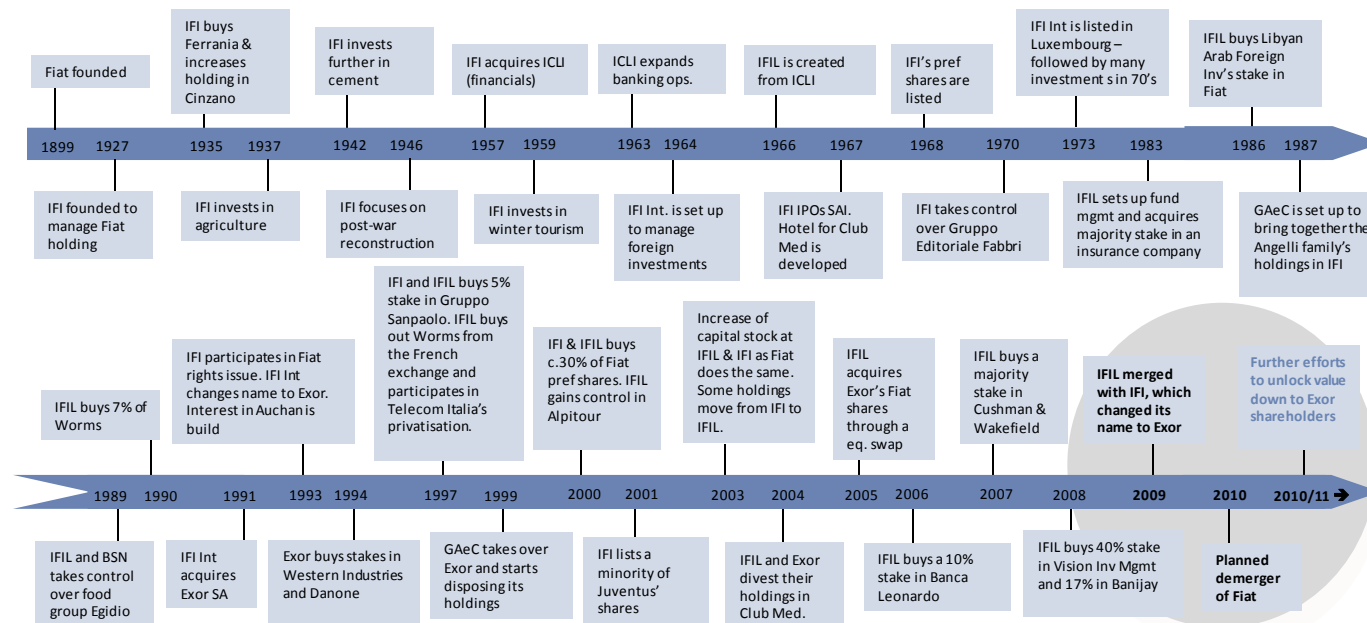 Fiat founded
IFI buys
Ferrania &
increases
holding in
Cinzano
IFI invests
further in
cement
IFI acquires ICLI
(financials)
ICLI expands
banking ops.
IFIL is created
from ICLI
IFI's pref
shares are
listed
IFI Int is listed in
Luxembourg –
followed by many
investment s in 70's
IFIL buys Libyan
Arab Foreign
Inv's stake in
Fiat
1899 1927 1935 1937 1942 1946 1957 1959 1963 1964 1966 1967 1968 1970 1973 1983 1986 1987
IFI founded to
manage Fiat
holding
IFI invests in
agriculture
IFI focuses on
post-war
reconstruction
IFI invests in
winter tourism
IFI Int. is set up
to manage
foreign
investments
IFI IPOs SAI.
Hotel for Club
Med is
developed
IFI takes control
over Gruppo
Editoriale Fabbri
IFIL sets up fund
mgmt and acquires
majority stake in an
insurance company
GAeC is set up to
bring together the
Angelli family's
holdings in IFI
IFIL buys 7% of
Worms
IFI participates in Fiat
rights issue. IFI Int
changes name to Exor.
Interest in Auchan is
build
IFI and IFIL buys 5%
stake in Gruppo
Sanpaolo. IFIL buys
out Worms from
the French
exchange and
participates in
Telecom Italia's
privatisation.
IFI & IFIL buys
c.30% of Fiat
pref shares. IFIL
gains control in
Alpitour
Increase of
capital stock at
IFIL & IFI as Fiat
does the same.
Some holdings
move from IFI to
IFIL.
IFIL
acquires
Exor's Fiat
shares
through a
eq. swap
IFIL buys a
majority
stake in
Cushman &
Wakefield
IFIL merged
with IFI, which
changed its
name to Exor
Further efforts
to unlock value
down to Exor
shareholders
1989 1990 1991 1993 1994 1997 1999 2000 2001 2003 2004 2005 2006 2007 2008 2009 2010 2010/11 ➔
IFIL and BSN
takes control
over food
group Egidio
IFI Int
acquires
Exor SA
Exor buys stakes in
Western Industries
and Danone
GAeC takes over
Exor and starts
disposing its
holdings
IFI lists a
minority of
Juventus'
shares
IFIL and Exor
divest their
holdings in
Club Med.
IFIL buys a 10%
stake in Banca
Leonardo
IFIL buys 40% stake
in Vision Inv Mgmt
and 17% in Banijay
Planned
demerger
of Fiat